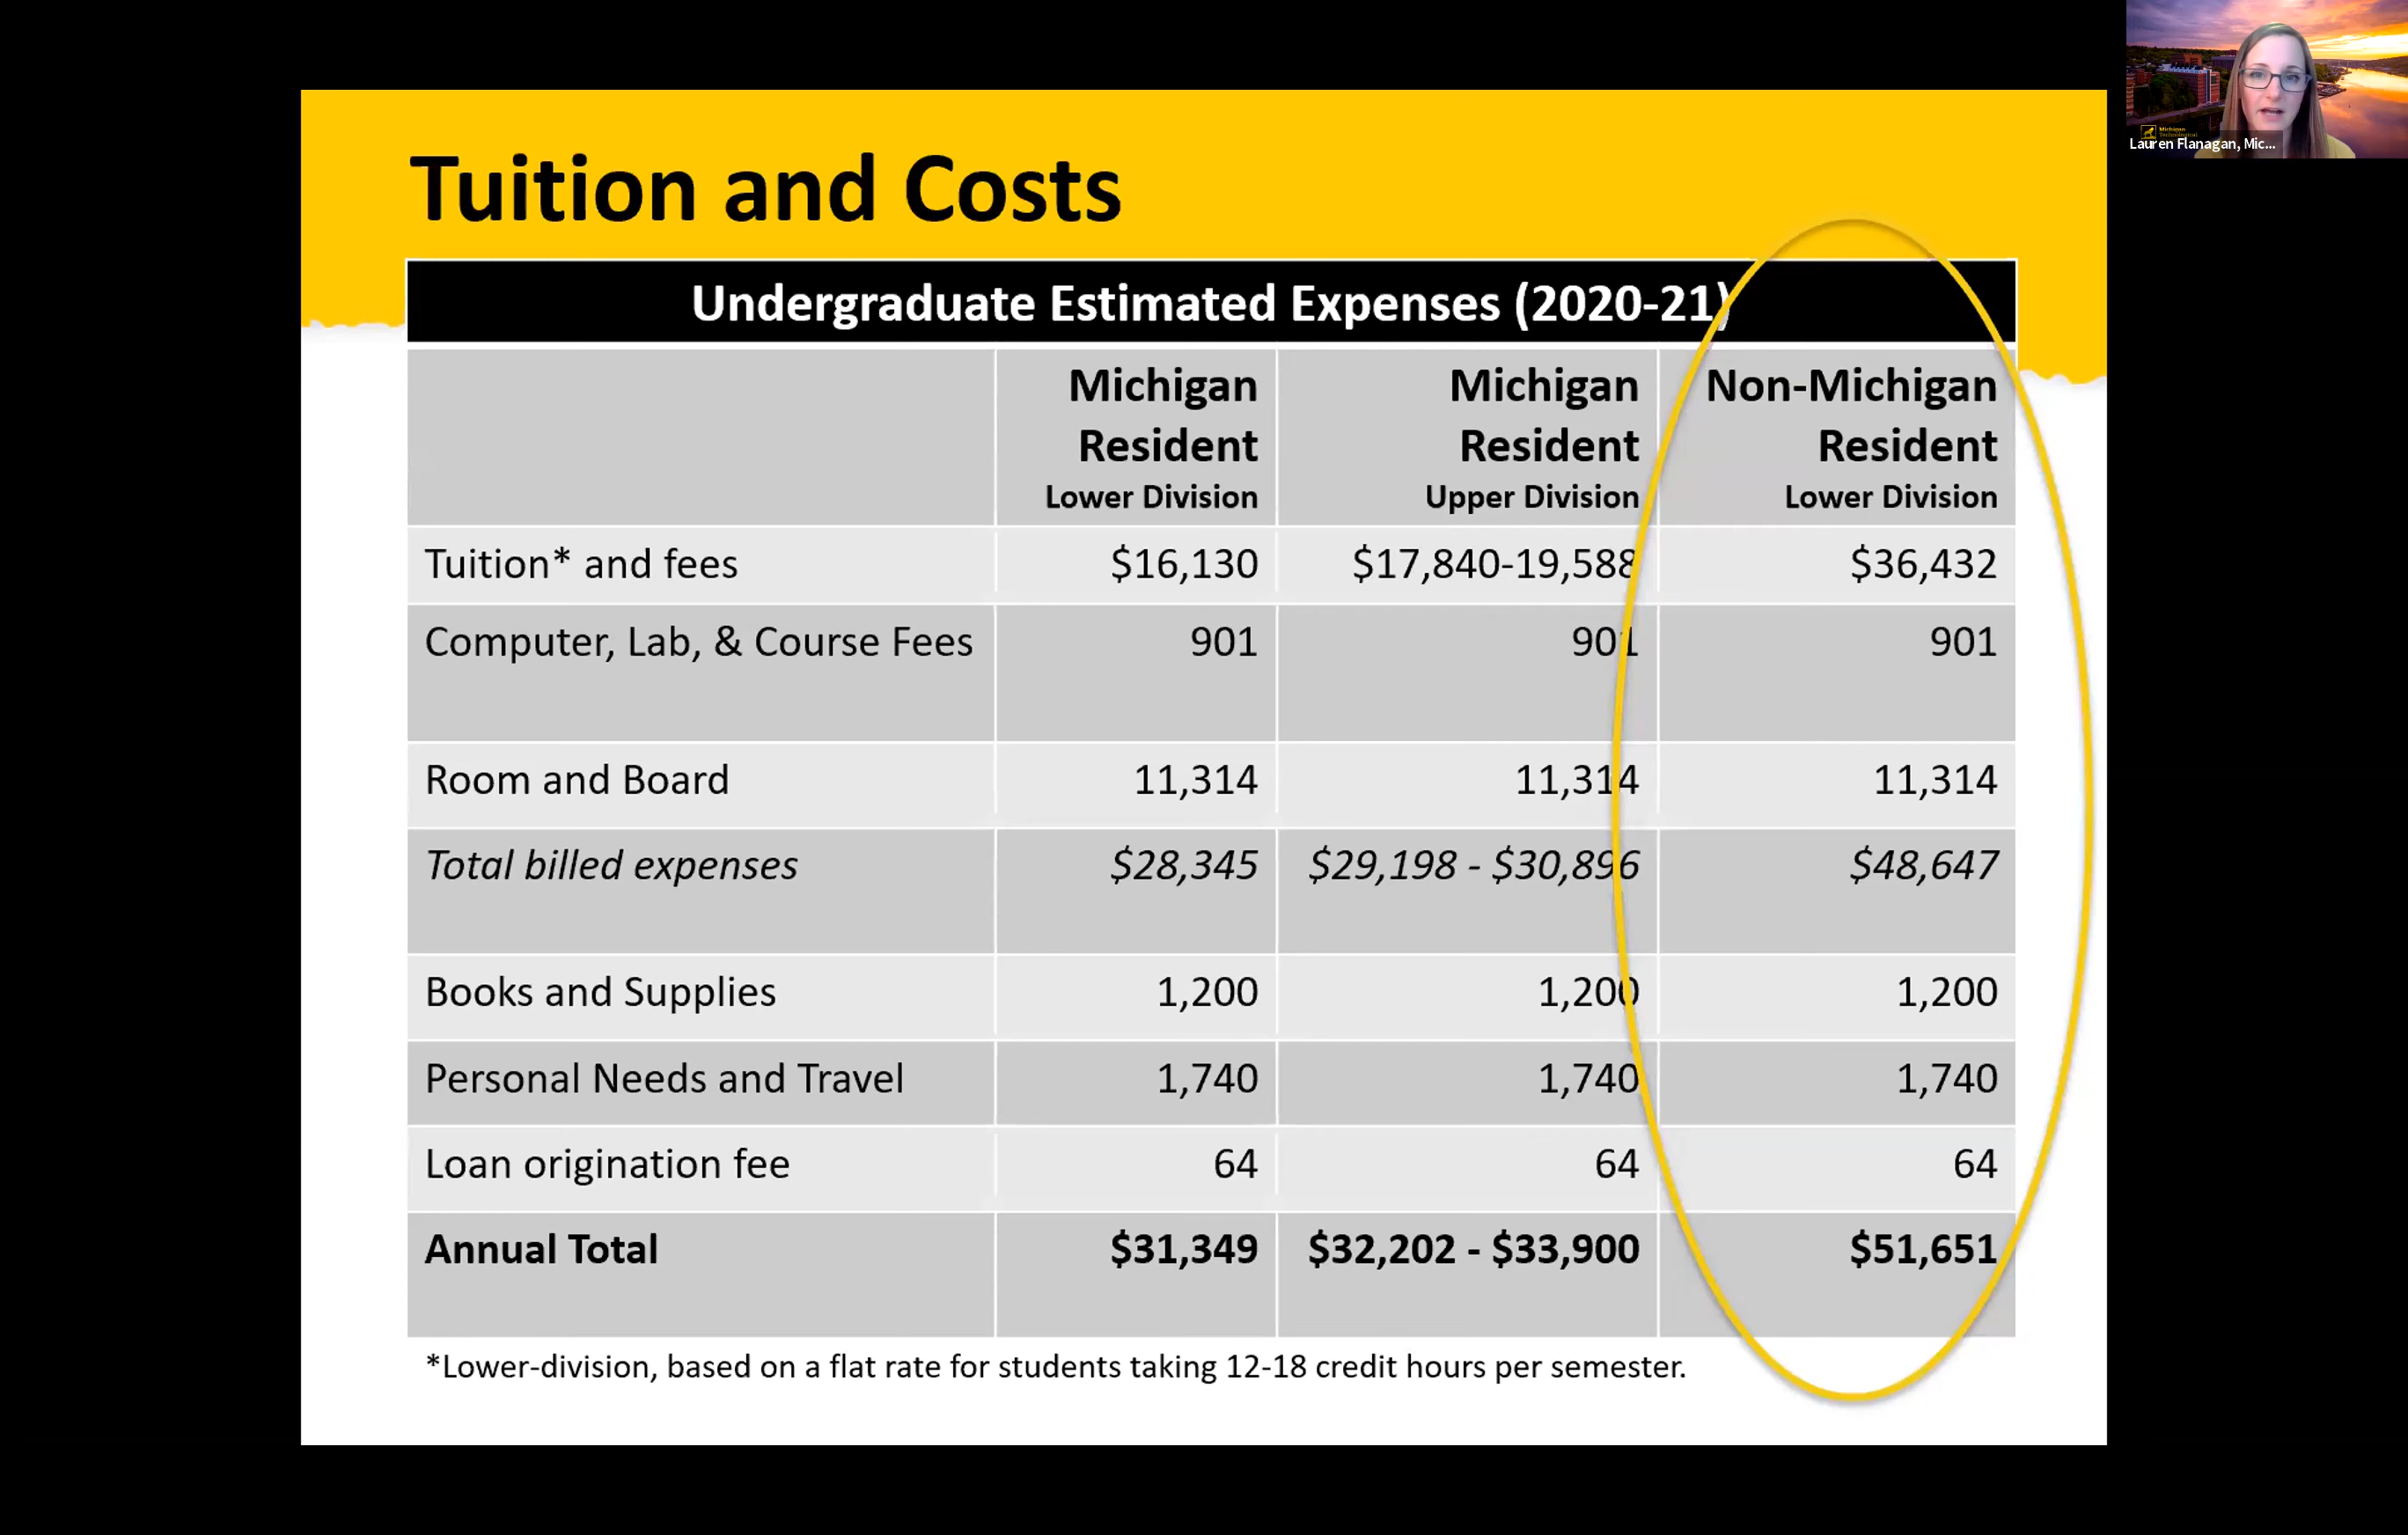 Michigan
Technological
Lauren Flanagan, Mic...
Tuition and Costs
Undergraduate Estimated Expenses (2020-21)
Michigan Resident Lower Division
Michigan Resident Upper Division
Non-Michigan Resident Lower Division
Tuition* and fees $16,130 $17,840-19,588 $36,432
Computer, Lab, & Course Fees 901 901 901
Room and Board 11,314 11,314 11,314
Total billed expenses $28,345 $29,198 - $30,896 $48,647
Books and Supplies 1,200 1,200 1,200
Personal Needs and Travel 1,740 1,740 1,740
Loan origination fee 64 64 64
Annual Total $31,349 $32,202 - $33,900 $51,651
*Lower-division, based on a flat rate for students taking 12-18 credit hours per semester.